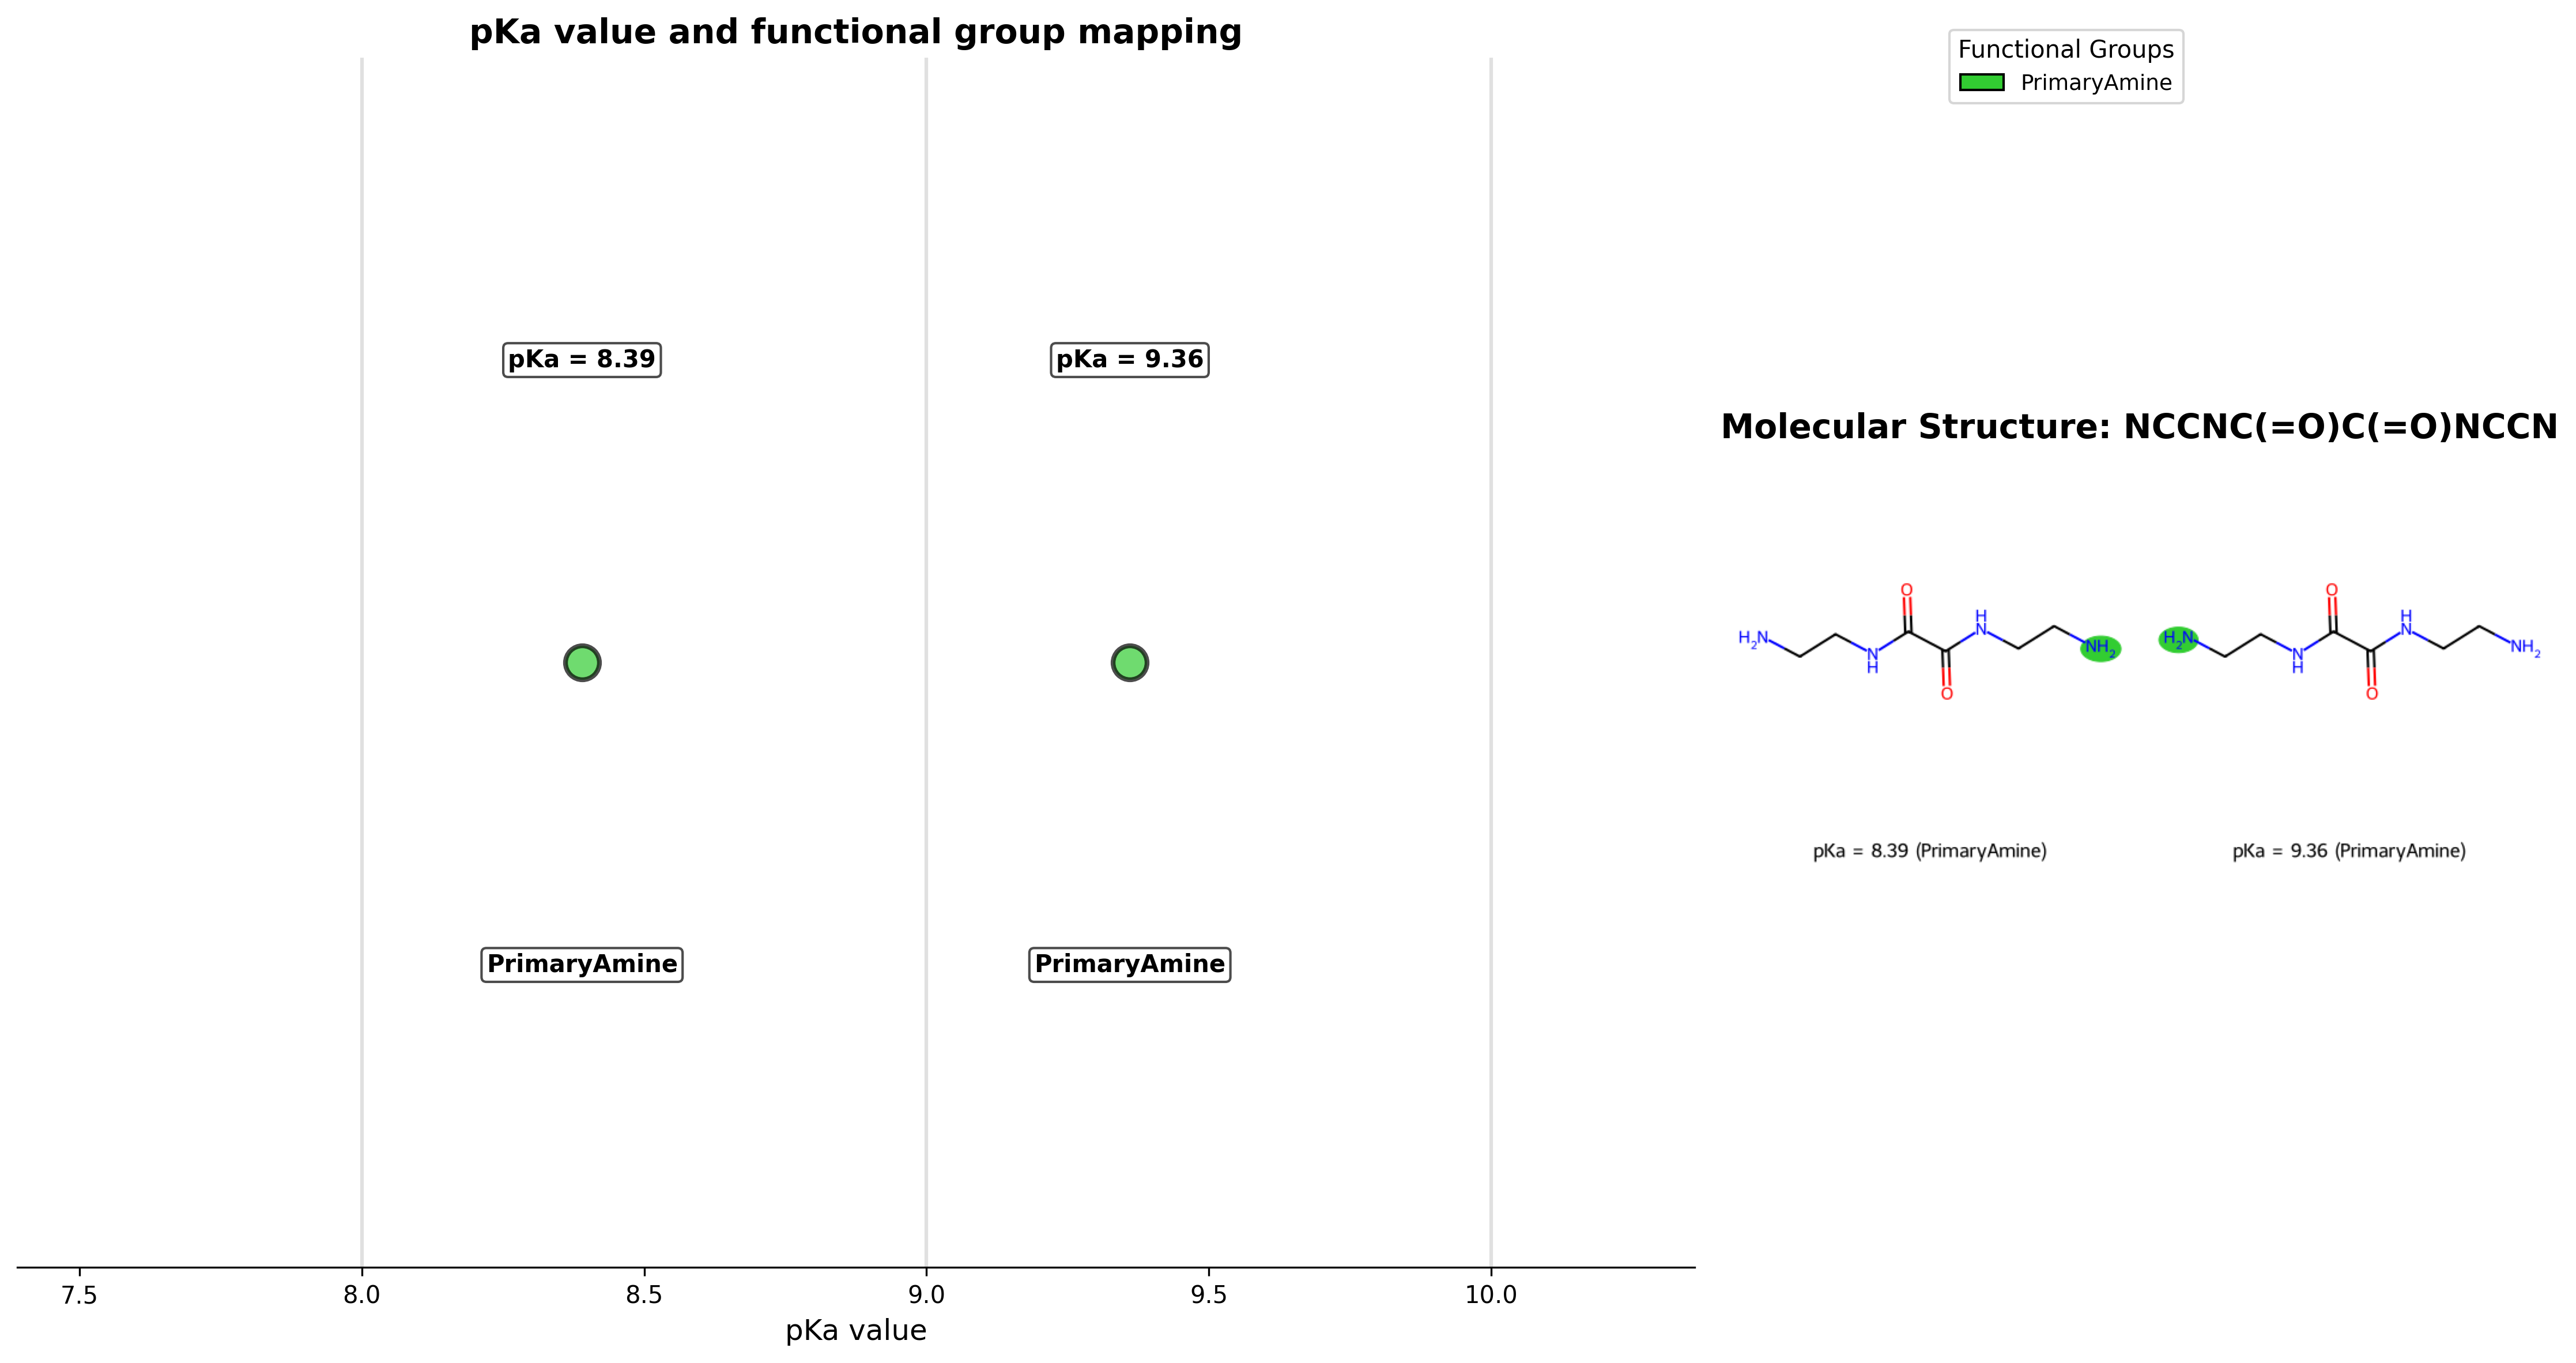 pKa value and functional group mapping
pKa = 8.39
pKa = 9.36
PrimaryAmine
PrimaryAmine
7.5
8.0
8.5
9.0
9.5
10.0
pKa value
Functional Groups
PrimaryAmine
Molecular Structure: NCCNC(=O)C(=O)NCCN
H₂N
N
H
O
O
H
N
NH₂
H₂N
N
H
O
O
H
N
NH₂
pKa = 8.39 (PrimaryAmine)
pKa = 9.36 (PrimaryAmine)